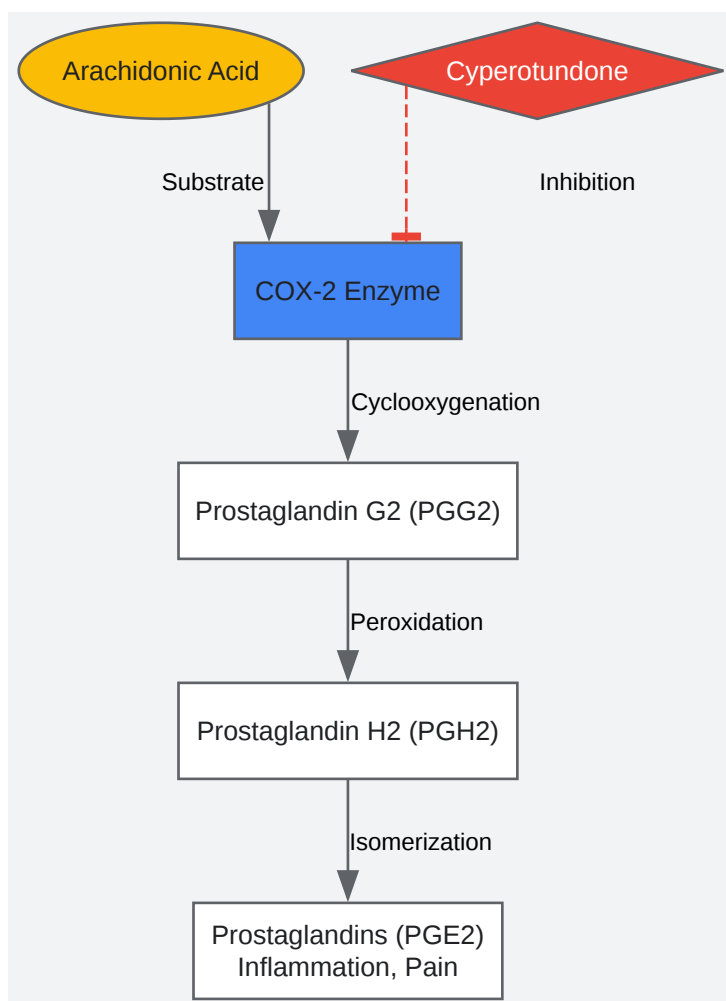 Arachidonic Acid
Cyperotundone
Substrate
Inhibition
COX-2 Enzyme
Cyclooxygenation
Prostaglandin G2 (PGG2)
Peroxidation
Prostaglandin H2 (PGH2)
Isomerization
Prostaglandins (PGE2)
Inflammation, Pain